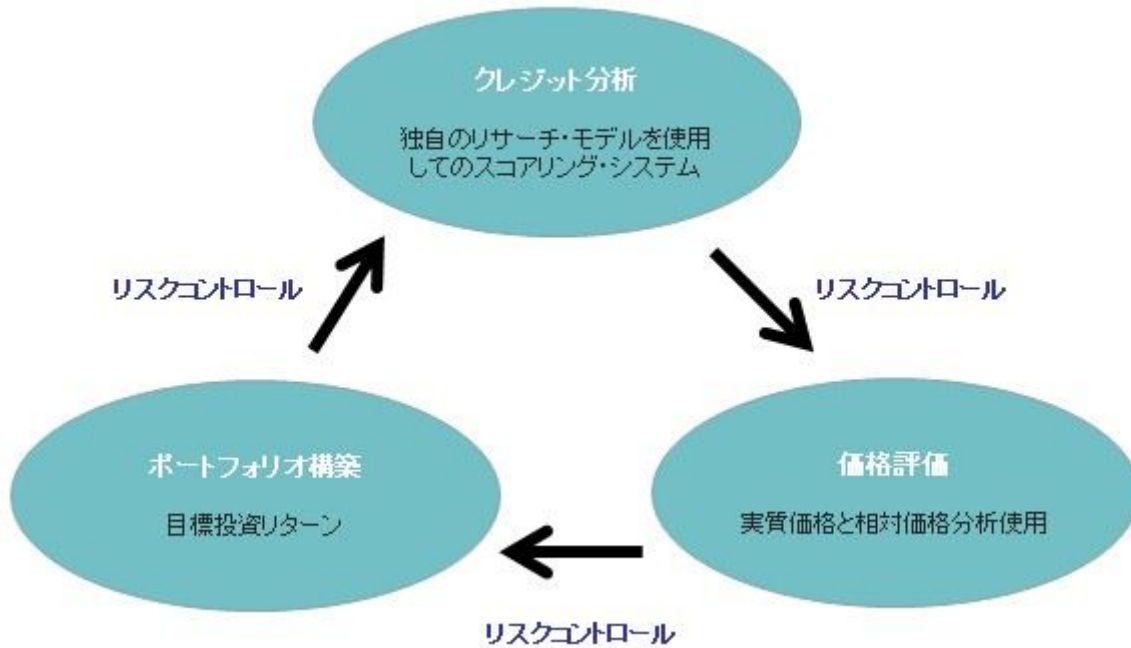 クレジット分析
独自のリサーチ・モデルを使用
してのスコアリング・システム
リスクコントロール
リスクコントロール
ポートフォリオ構築
目標投資リターン
価格評価
実質価格と相対価格分析使用
リスクコントロール